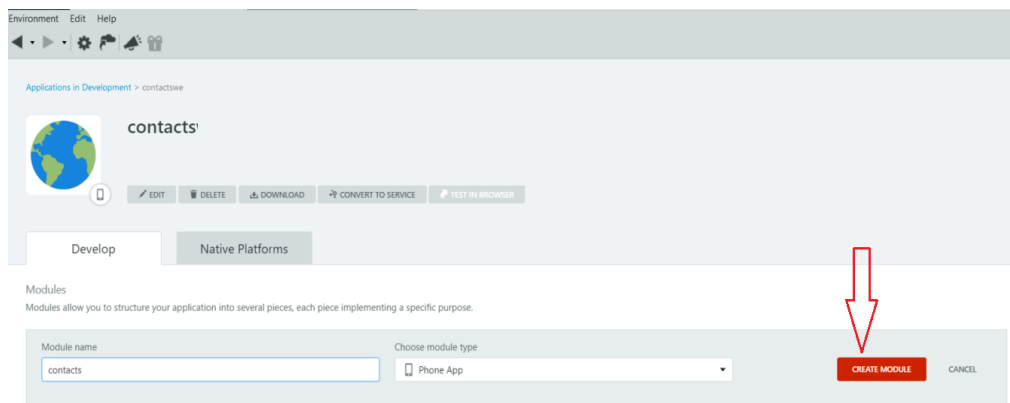 Environment Edit Help
Applications in Development > contactswe
contacts
EDIT DELETE DOWNLOAD CONVERT TO SERVICE TEST IN BROWSER
Develop Native Platforms
Modules
Modules allow you to structure your application into several pieces, each piece implementing a specific purpose.
Module name Choose module type
contacts Phone App CREATE MODULE CANCEL